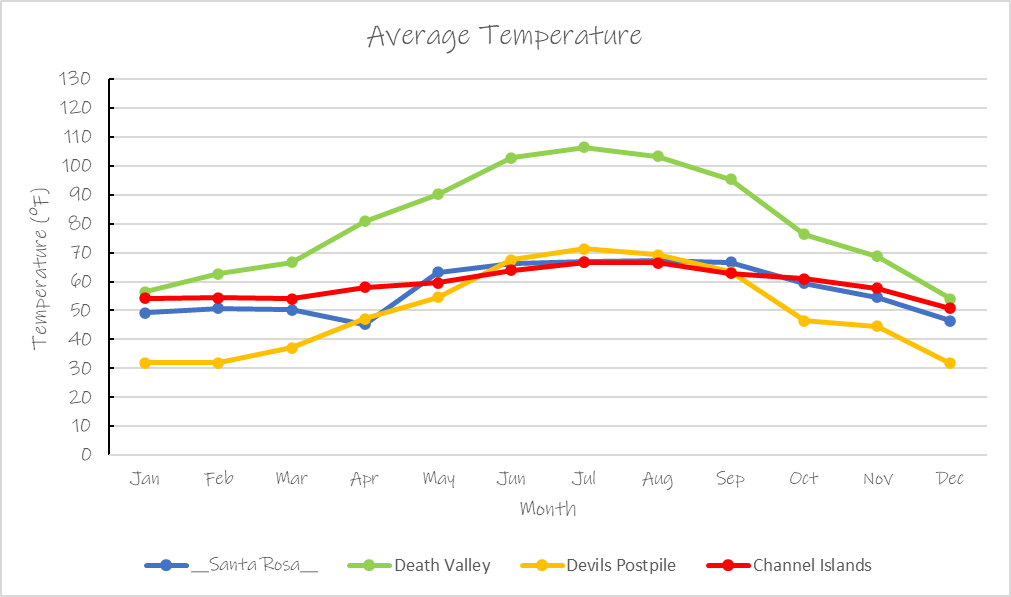 Average Temperature
Temperature (°F)
130
120
110
100
90
80
70
60
50
40
30
20
10
0
Jan Feb Mar Apr May Jun Jul Aug Sep Oct Nov Dec
Month
__Santa Rosa__ Death Valley Devils Postpile Channel Islands